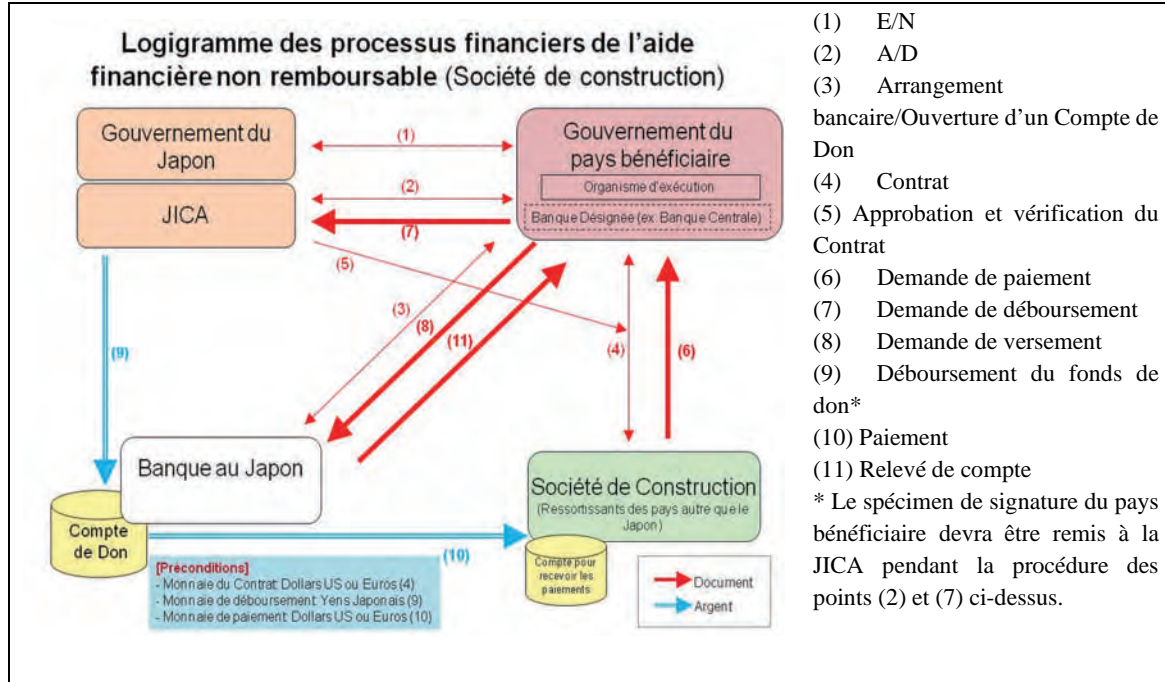 Logigramme des processus financiers de l'aide
financière non remboursable (Société de construction)
Gouvernement du
Japon
JICA
(1)
(2)
(7)
(5)
Gouvernement du
pays bénéficiaire
Organisme d'exécution
Banque Désignée (ex: Banque Centrale)
(3)
(8)
(11)
(4)
(6)
(9)
Banque au Japon
Compte
de Don
(10)
Société de Construction
(Ressortissants des pays autre que le
Japon)
Compte pour
recevoir les
paiements
[Préconditions]
- Monnaie du Contrat: Dollars US ou Euros (4)
- Monnaie de déboursement: Yens Japonais (9)
- Monnaie de paiement: Dollars US ou Euros (10)
Document
Argent
(1) E/N
(2) A/D
(3) Arrangement
bancaire/Ouverture d'un Compte de
Don
(4) Contrat
(5) Approbation et vérification du
Contrat
(6) Demande de paiement
(7) Demande de déboursement
(8) Demande de versement
(9) Déboursement du fonds de
don*
(10) Paiement
(11) Relevé de compte
* Le spécimen de signature du pays
bénéficiaire devra être remis à la
JICA pendant la procédure des
points (2) et (7) ci-dessus.